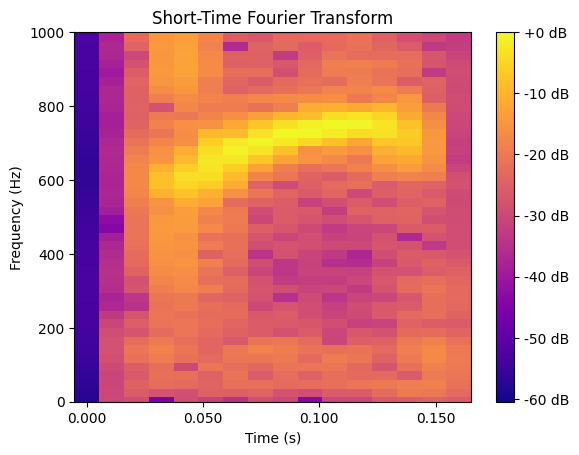 Short-Time Fourier Transform
1000
800
600
400
200
0
Frequency (Hz)
0.000
0.050
0.100
0.150
Time (s)
+0 dB
-10 dB
-20 dB
-30 dB
-40 dB
-50 dB
-60 dB